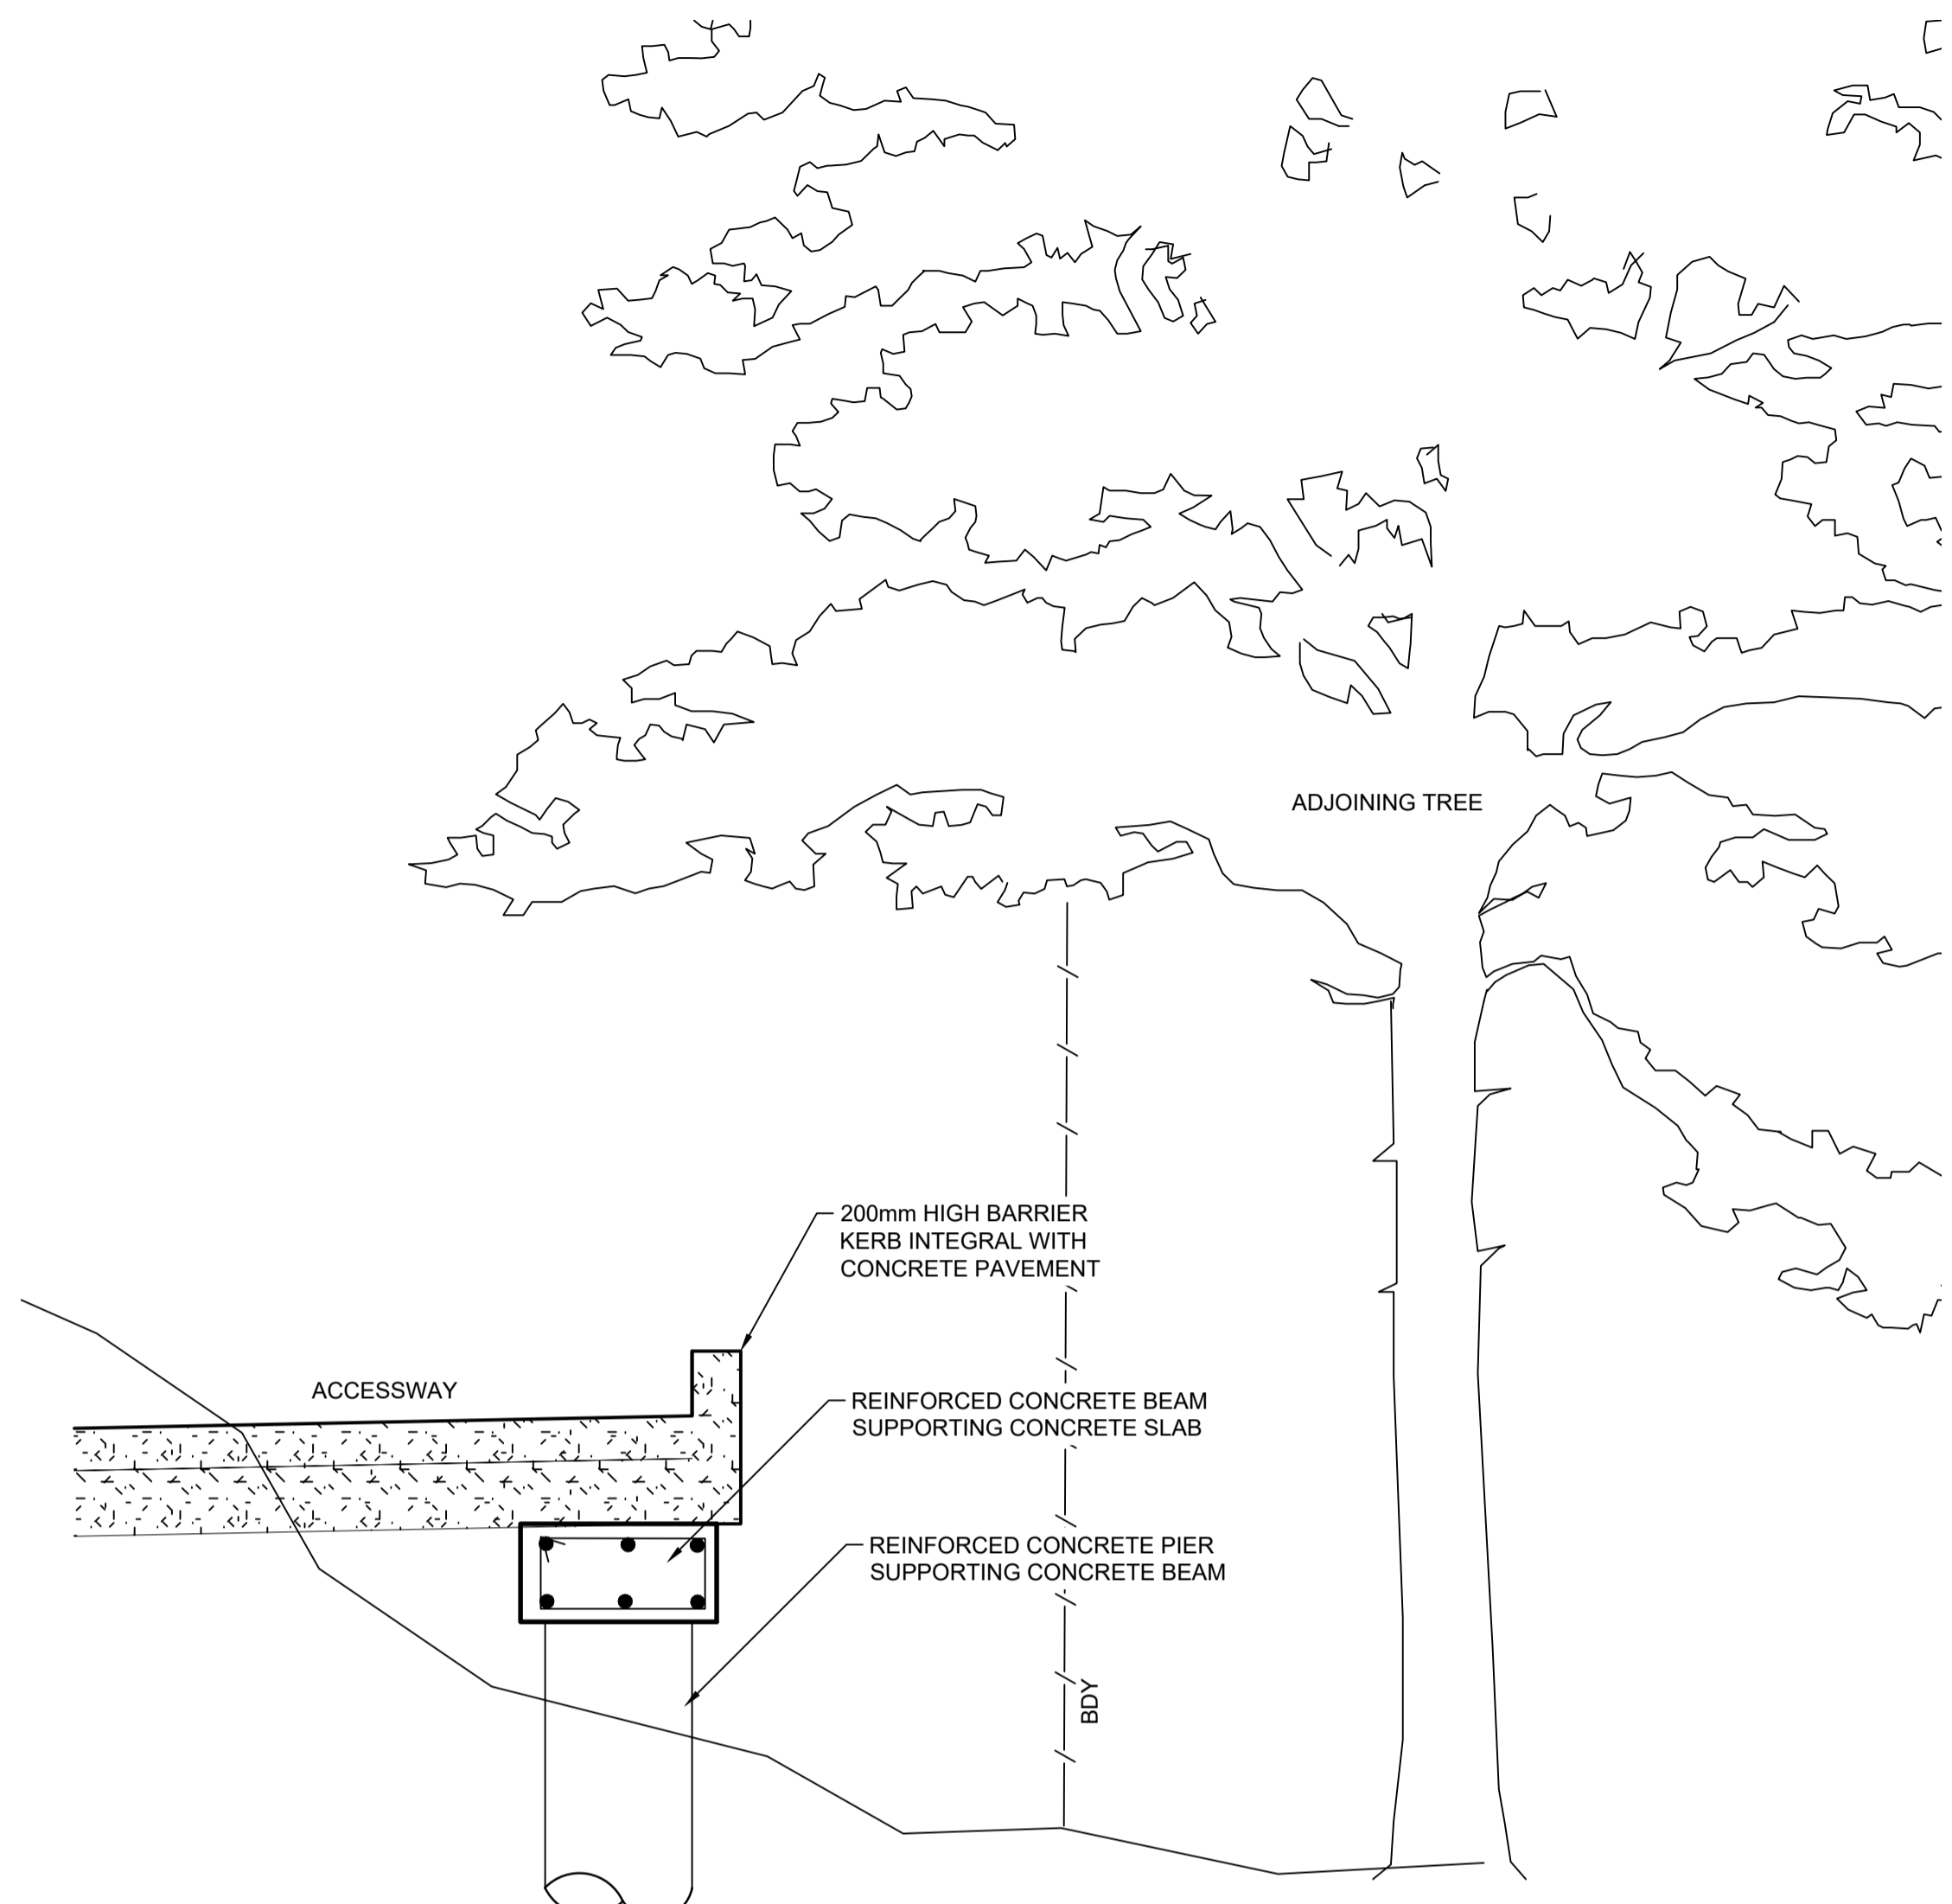 ADJOINING TREE
200mm HIGH BARRIER
KERB INTEGRAL WITH
CONCRETE PAVEMENT
ACCESSWAY
REINFORCED CONCRETE BEAM
SUPPORTING CONCRETE SLAB
REINFORCED CONCRETE PIER
SUPPORTING CONCRETE BEAM
BDY